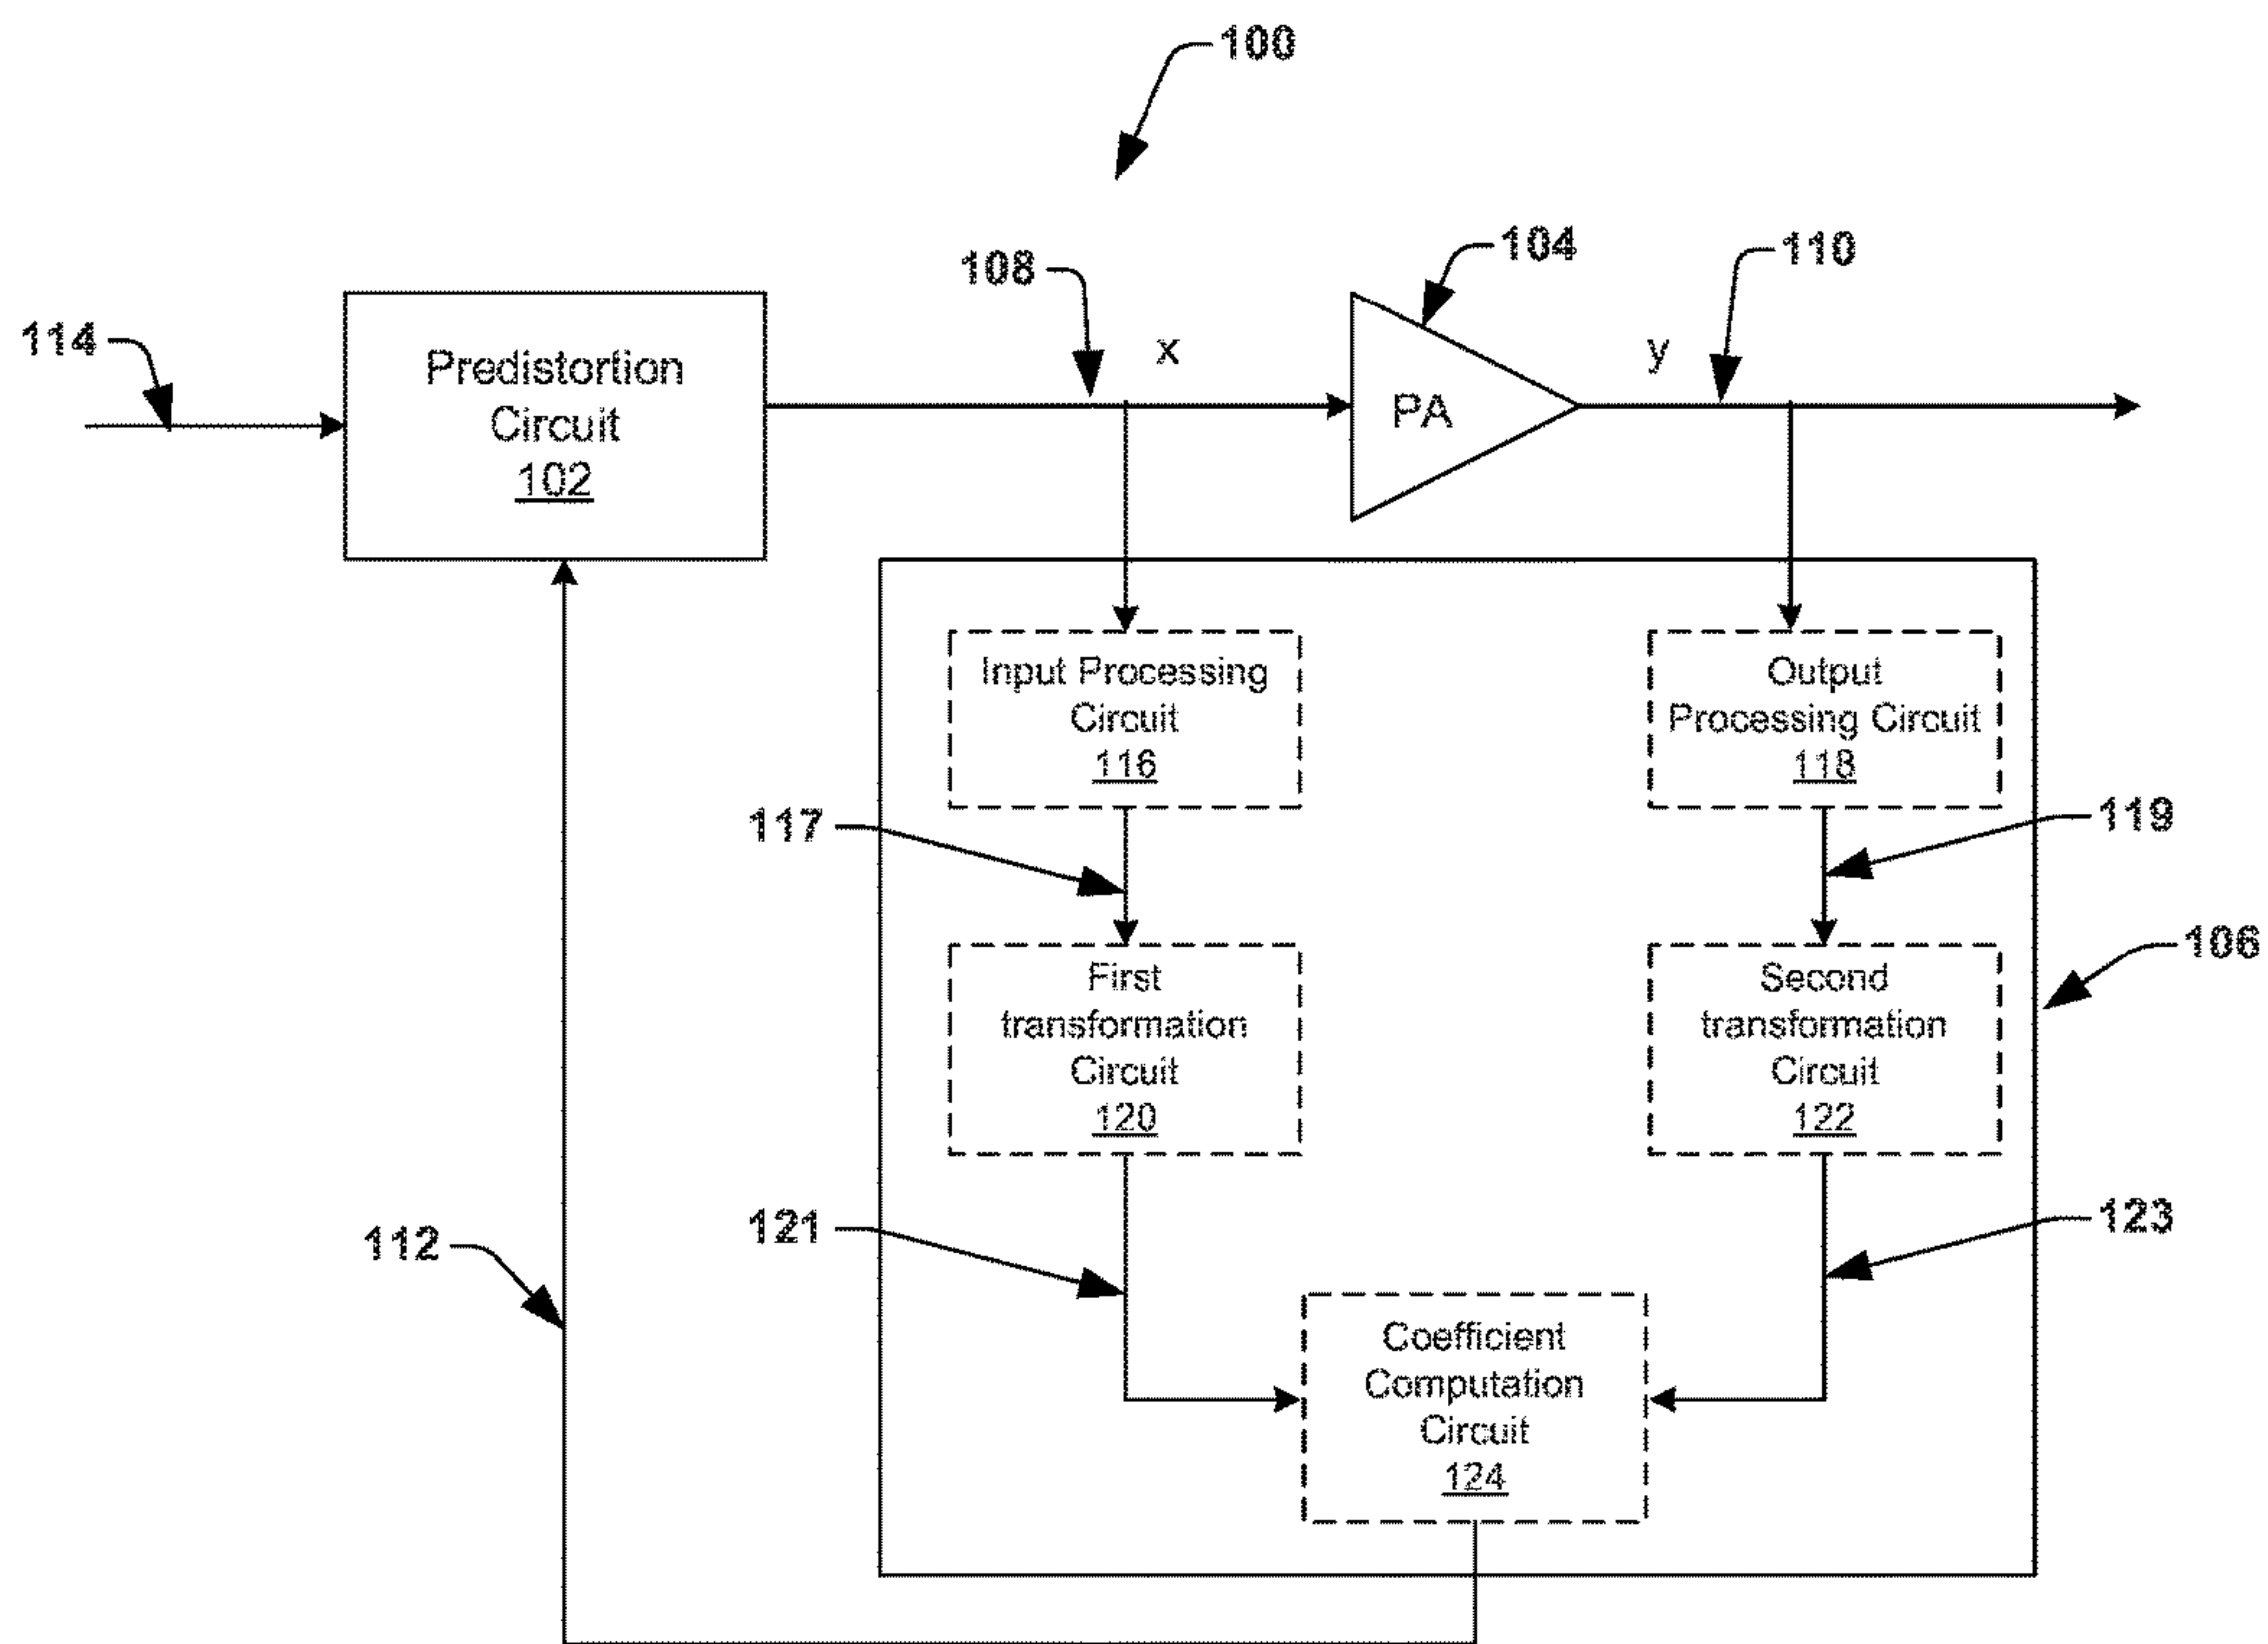 100
104
110
108
114
x
y
Predistortion
Circuit
102
PA
Input Processing
Circuit
116
Output
Processing Circuit
118
117
119
106
First
transformation
Circuit
120
Second
transformation
Circuit
122
112
121
123
Coefficient
Computation
Circuit
124